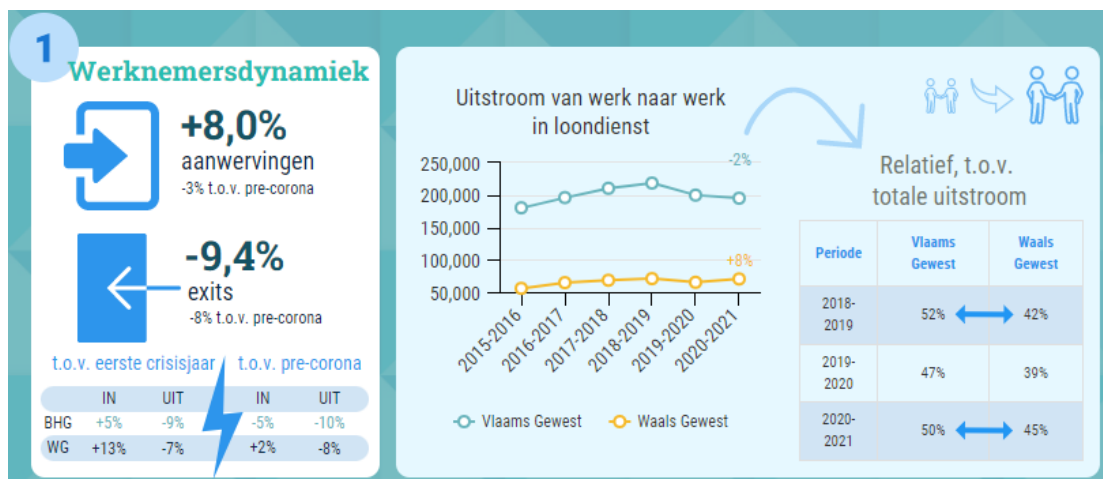 1
Werknemersdynamiek
+8,0%
aanwervingen
-3% t.o.v. pre-corona
-9,4%
exits
-8% t.o.v. pre-corona
t.o.v. eerste crisisjaar t.o.v. pre-corona
IN UIT IN UIT
BHG +5% -9% -5% -10%
WG +13% -7% +2% -8%
Uitstroom van werk naar werk
in loondienst
250,000
200,000
150,000
100,000
50,000
-2%
+8%
2015-2016 2016-2017 2017-2018 2018-2019 2019-2020 2020-2021
Vlaams Gewest Waals Gewest
Relatief, t.o.v.
totale uitstroom
Periode Vlaams Gewest Waals Gewest
2018-2019 52% 42%
2019-2020 47% 39%
2020-2021 50% 45%